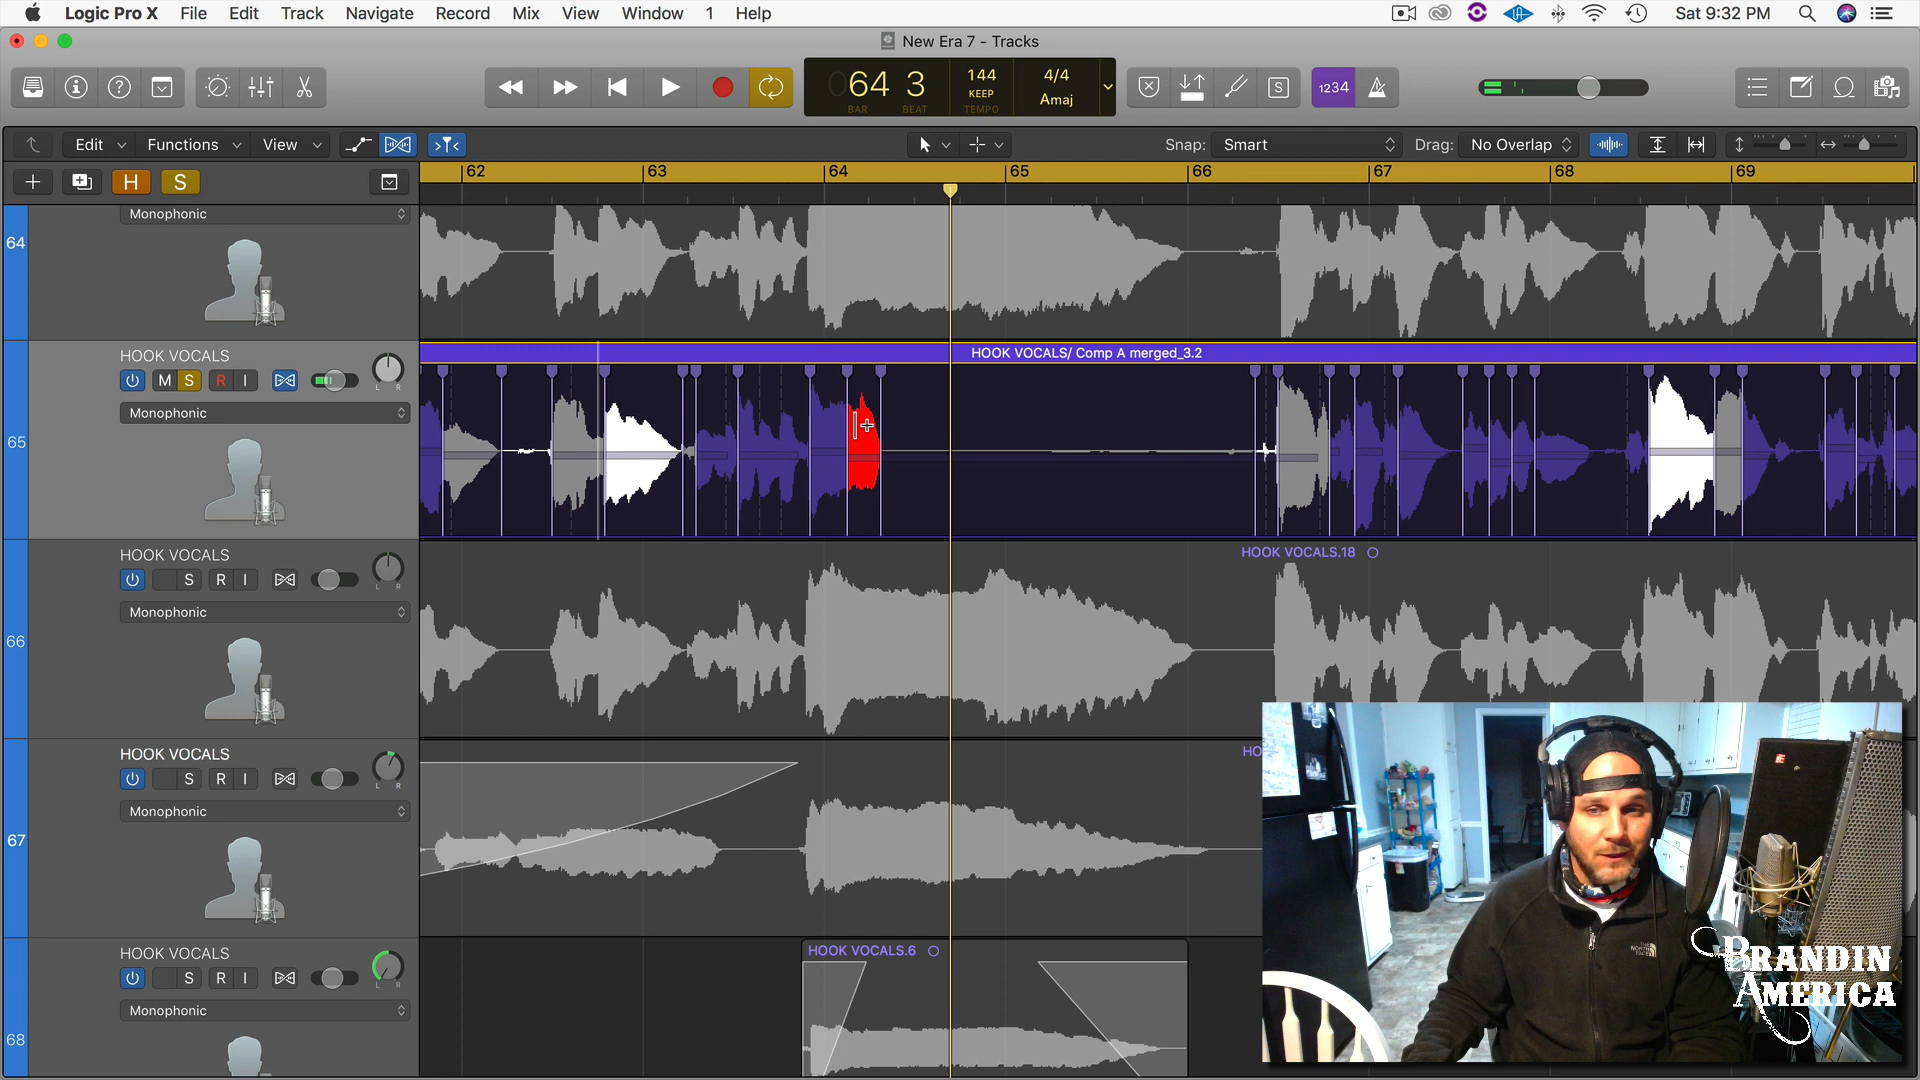 Logic Pro X File Edit Track Navigate Record Mix View Window 1 Help
Sat 9:32 PM
New Era 7 - Tracks
64 3
BAR BEAT
144
KEEP
TEMPO
4/4
Amaj
S
1234
Edit Functions View
Snap: Smart
Drag: No Overlap
H S
62 63 64 65 66 67 68 69
64
Monophonic
65
HOOK VOCALS
M S R I
L R
Monophonic
HOOK VOCALS/ Comp A merged_3.2
66
HOOK VOCALS
S R I
L R
Monophonic
HOOK VOCALS.18
67
HOOK VOCALS
S R I
L R
Monophonic
HO
68
HOOK VOCALS
S R I
L R
Monophonic
HOOK VOCALS.6
THE
NORTH
FACE
BRANDIN
AMERICA